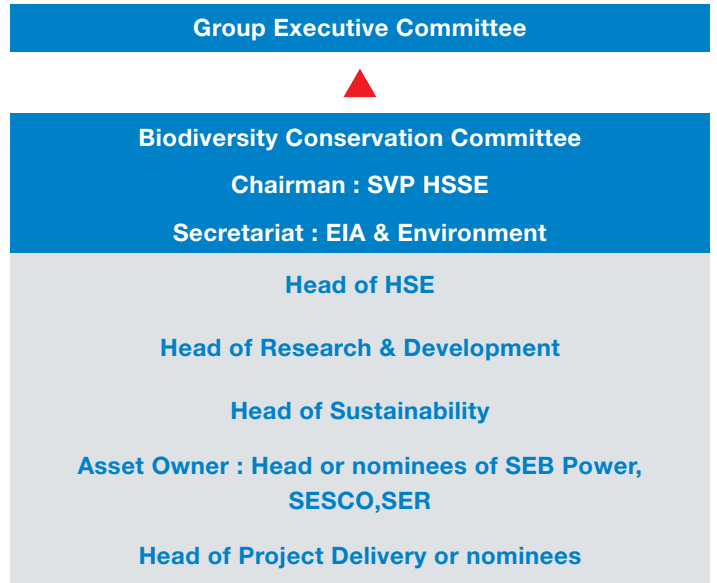 Group Executive Committee
Biodiversity Conservation Committee
Chairman : SVP HSSE
Secretariat : EIA & Environment
Head of HSE
Head of Research & Development
Head of Sustainability
Asset Owner : Head or nominees of SEB Power,
SESCO,SER
Head of Project Delivery or nominees